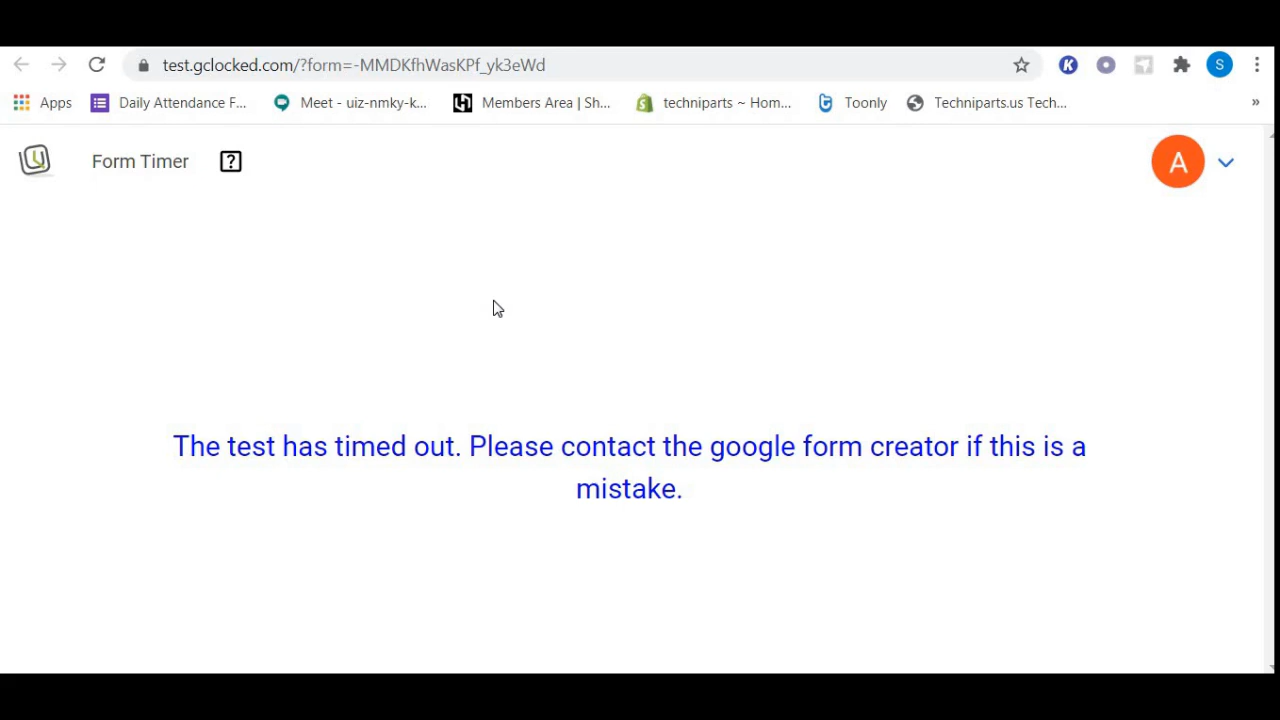 test.gclocked.com/?form=-MMDKfhWasKPf_yk3eWd
K
S
Apps
Daily Attendance F...
Meet - uiz-nmky-k...
Members Area | Sh...
techniparts ~ Hom...
Toonly
Techniparts.us Tech...
»
Form Timer
?
A
The test has timed out. Please contact the google form creator if this is a
mistake.